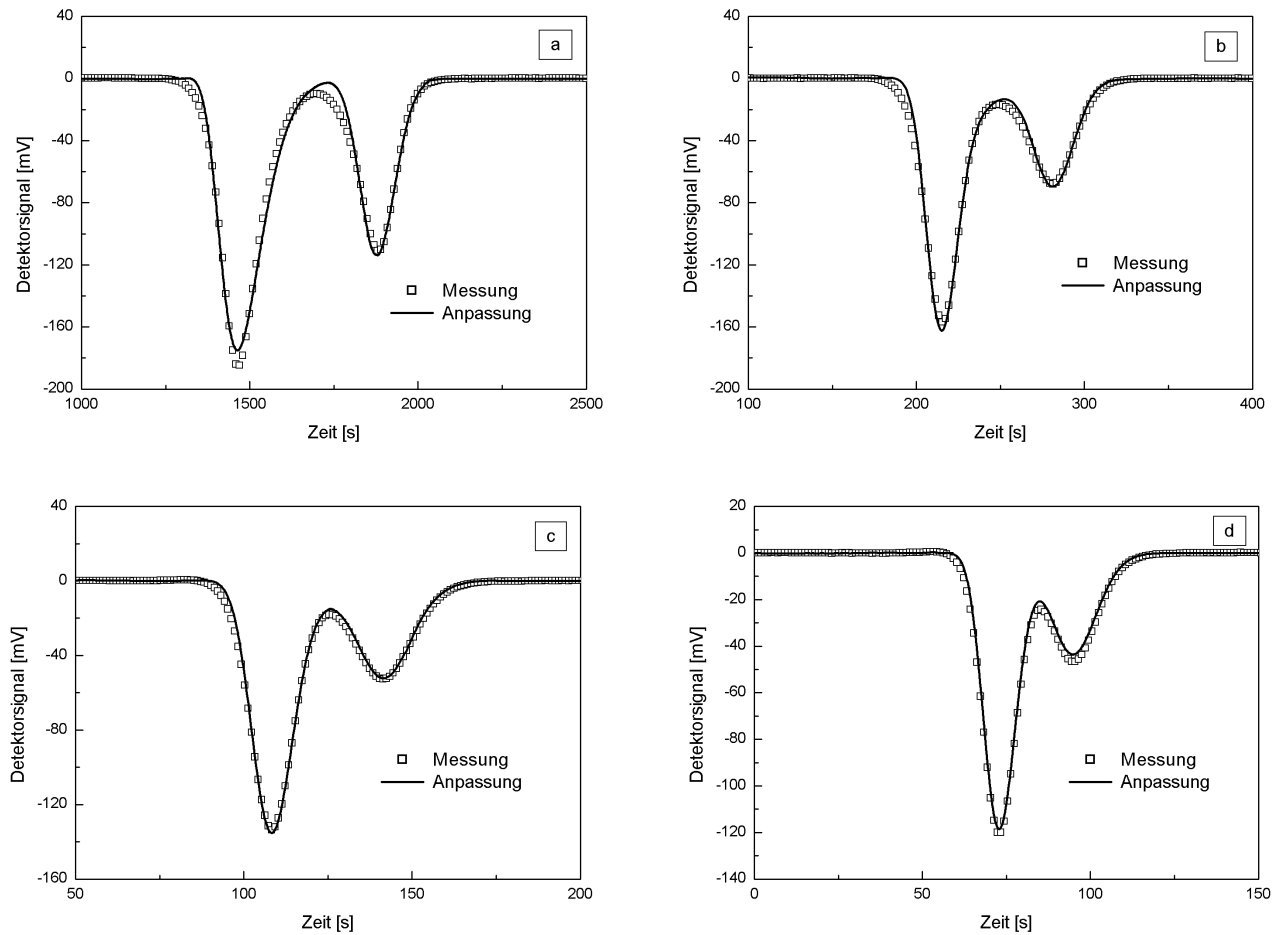 a
40
0
-40
-80
-120
-160
-200
Detektorsignal [mV]
Messung
Anpassung
1000
1500
2000
2500
Zeit [s]
b
40
0
-40
-80
-120
-160
-200
Detektorsignal [mV]
Messung
Anpassung
100
200
300
400
Zeit [s]
c
40
0
-40
-80
-120
-160
Detektorsignal [mV]
Messung
Anpassung
50
100
150
200
Zeit [s]
d
20
0
-20
-40
-60
-80
-100
-120
-140
Detektorsignal [mV]
Messung
Anpassung
0
50
100
150
Zeit [s]